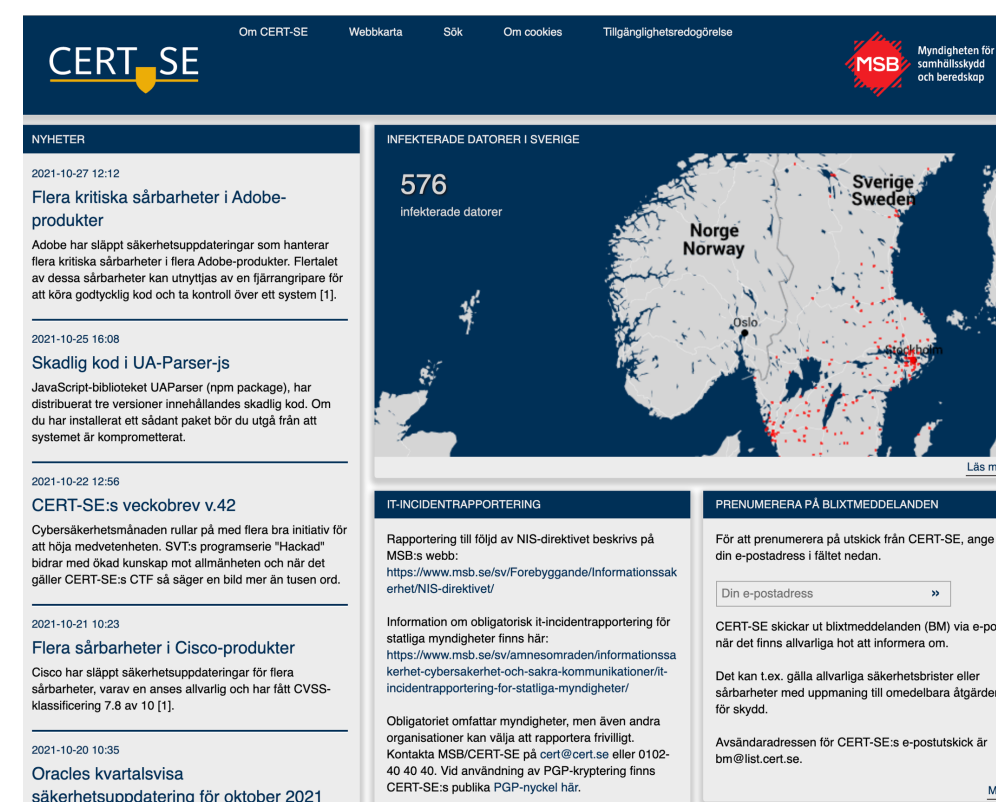 Om CERT-SE
Webbkarta
Sök
Om cookies
Tillgänglighetsredogörelse
CERT SE
MSB
Myndigheten för
samhällsskydd
och beredskap
NYHETER
2021-10-27 12:12
Flera kritiska sårbarheter i Adobe-
produkter
Adobe har släppt säkerhetsuppdateringar som hanterar
flera kritiska sårbarheter i flera Adobe-produkter. Flertalet
av dessa sårbarheter kan utnyttjas av en fjärrangripare för
att köra godtycklig kod och ta kontroll över ett system [1].
2021-10-25 16:08
Skadlig kod i UA-Parser-js
JavaScript-biblioteket UAParser (npm package), har
distribuerat tre versioner innehållandes skadlig kod. Om
du har installerat ett sådant paket bör du utgå från att
systemet är komprometterat.
2021-10-22 12:56
CERT-SE:s veckobrev v.42
Cybersäkerhetsmånaden rullar på med flera bra initiativ för
att höja medvetenheten. SVT:s programserie "Hackad"
bidrar med ökad kunskap mot allmänheten och när det
gäller CERT-SE:s CTF så säger en bild mer än tusen ord.
2021-10-21 10:23
Flera sårbarheter i Cisco-produkter
Cisco har släppt säkerhetsuppdateringar för flera
sårbarheter, varav en anses allvarlig och har fått CVSS-
klassificering 7.8 av 10 [1].
2021-10-20 10:35
Oracles kvartalsvisa
säkerhetsuppdatering för oktober 2021
INFEKTERADE DATORER I SVERIGE
576
infekterade datorer
Sverige
Sweden
Norge
Norway
Oslo
Stockholm
Läs m
IT-INCIDENTRAPPORTERING
Rapportering till följd av NIS-direktivet beskrivs på
MSB:s webb:
https://www.msb.se/sv/Forebyggande/Informationssak
erhet/NIS-direktivet/
Information om obligatorisk it-incidentrapportering för
statliga myndigheter finns här:
https://www.msb.se/sv/amnesomraden/informationssa
kerhet-cybersakerhet-och-sakra-kommunikationer/it-
incidentrapportering-for-statliga-myndigheter/
Obligatoriet omfattar myndigheter, men även andra
organisationer kan välja att rapportera frivilligt.
Kontakta MSB/CERT-SE på cert@cert.se eller 0102-
40 40 40. Vid användning av PGP-kryptering finns
CERT-SE:s publika PGP-nyckel här.
PRENUMERERA PÅ BLIXTMEDDELANDEN
För att prenumerera på utskick från CERT-SE, ange
din e-postadress i fältet nedan.
Din e-postadress »
CERT-SE skickar ut blixtmeddelanden (BM) via e-po
när det finns allvarliga hot att informera om.
Det kan t.ex. gälla allvarliga säkerhetsbrister eller
sårbarheter med uppmaning till omedelbara åtgärder
för skydd.
Avsändaradressen för CERT-SE:s e-postutskick är
bm@list.cert.se.
M